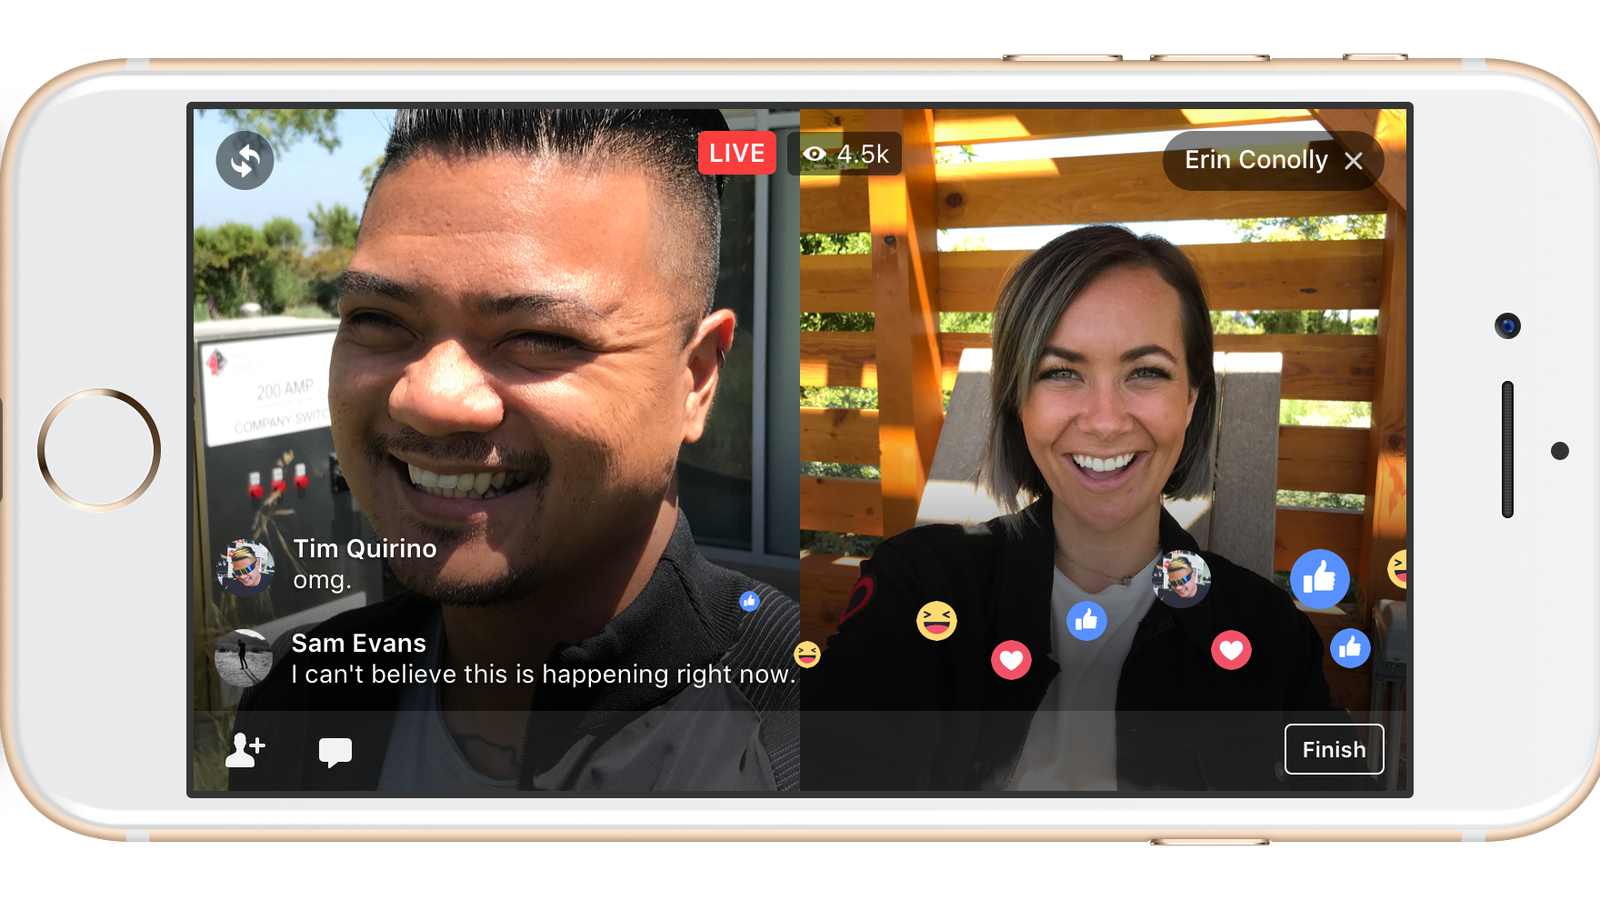 LIVE
4.5k
Erin Conolly
200 AMP
COMPANY SWITC
Tim Quirino
omg.
Sam Evans
I can't believe this is happening right now.
Finish